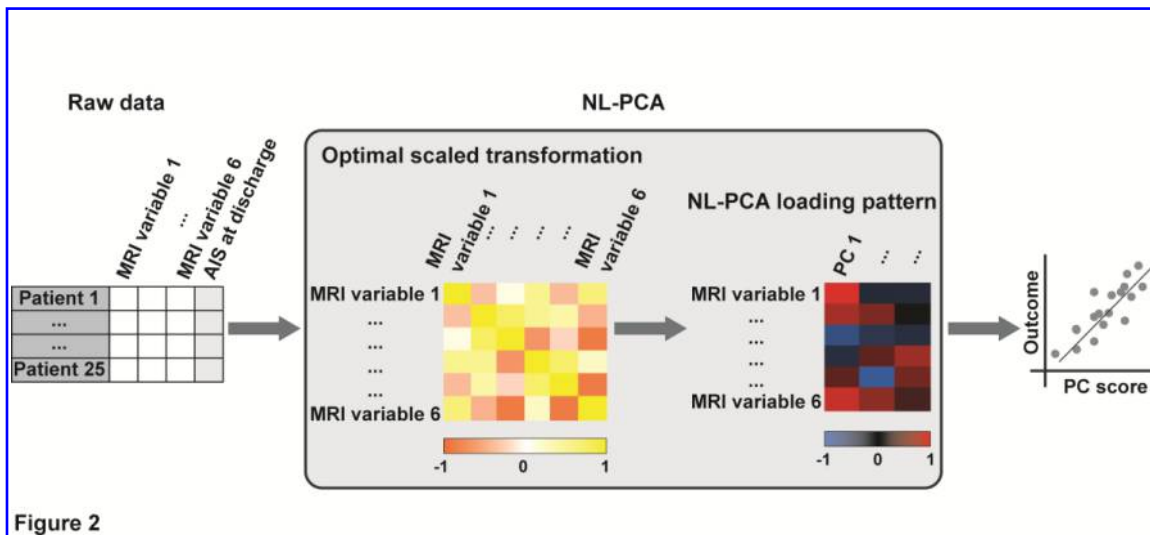 Raw data
NL-PCA
MRI variable 1
...
MRI variable 6
AIS at discharge
Patient 1
...
...
Patient 25
Optimal scaled transformation
MRI
variable 1
...
...
...
...
MRI
variable 6
MRI variable 1
...
...
...
...
MRI variable 6
-1
0
1
NL-PCA loading pattern
PC 1
...
...
MRI variable 1
...
...
...
...
MRI variable 6
-1
0
1
Outcome
PC score
Figure 2